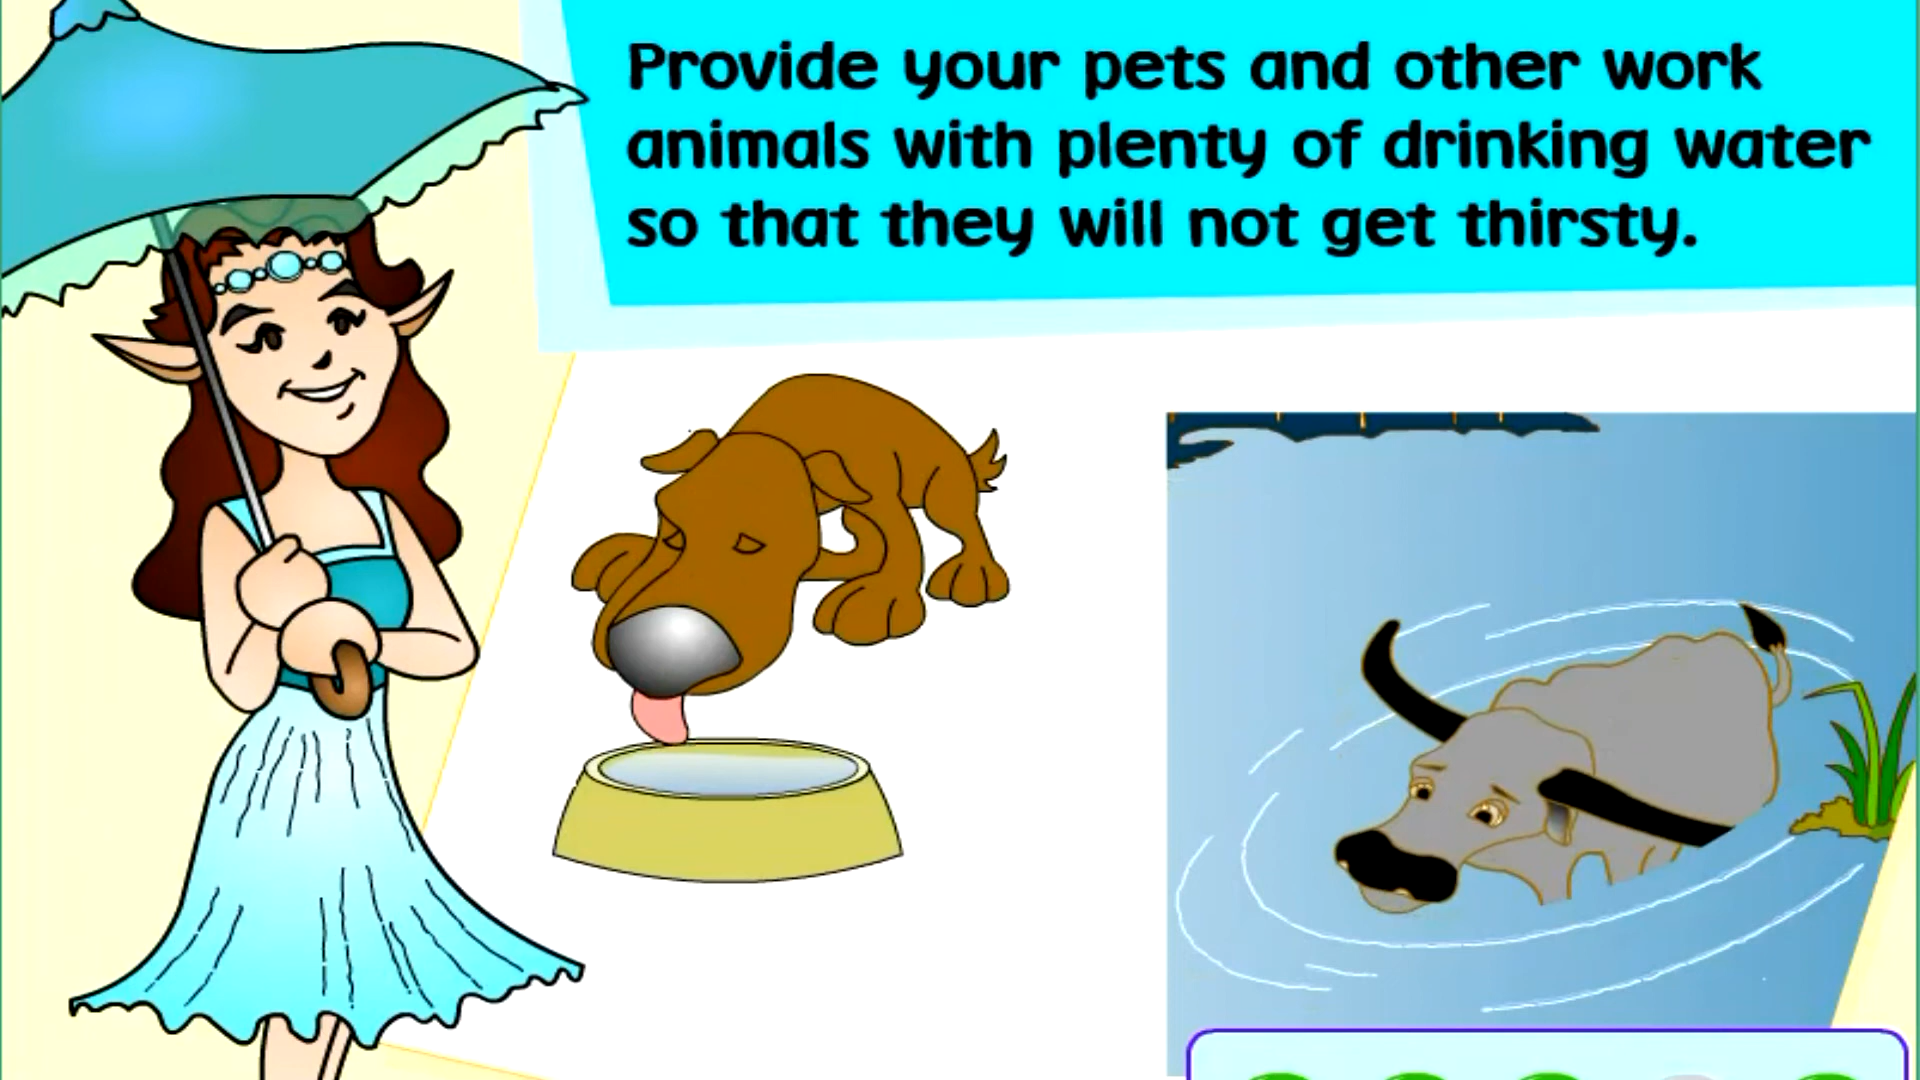 Provide your pets and other work
animals with plenty of drinking water
so that they will not get thirsty.